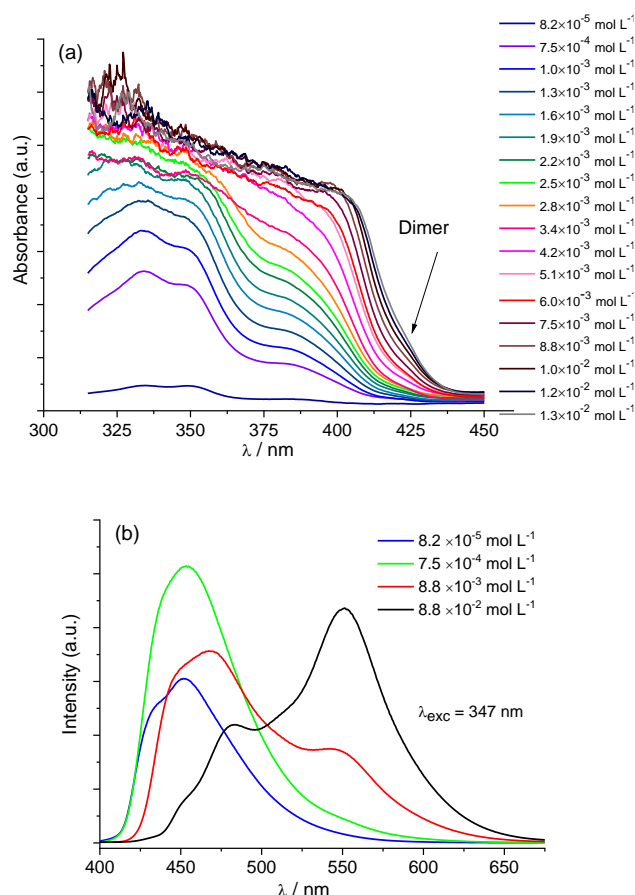 (a)
Absorbance (a.u.)
Dimer
300 325 350 375 400 425 450
λ / nm
8.2×10⁻⁵ mol L⁻¹
7.5×10⁻⁴ mol L⁻¹
1.0×10⁻³ mol L⁻¹
1.3×10⁻³ mol L⁻¹
1.6×10⁻³ mol L⁻¹
1.9×10⁻³ mol L⁻¹
2.2×10⁻³ mol L⁻¹
2.5×10⁻³ mol L⁻¹
2.8×10⁻³ mol L⁻¹
3.4×10⁻³ mol L⁻¹
4.2×10⁻³ mol L⁻¹
5.1×10⁻³ mol L⁻¹
6.0×10⁻³ mol L⁻¹
7.5×10⁻³ mol L⁻¹
8.8×10⁻³ mol L⁻¹
1.0×10⁻² mol L⁻¹
1.2×10⁻² mol L⁻¹
1.3×10⁻² mol L⁻¹
(b)
Intensity (a.u.)
8.2 ×10⁻⁵ mol L⁻¹
7.5 ×10⁻⁴ mol L⁻¹
8.8 ×10⁻³ mol L⁻¹
8.8 ×10⁻² mol L⁻¹
λexc = 347 nm
400 450 500 550 600 650
λ / nm